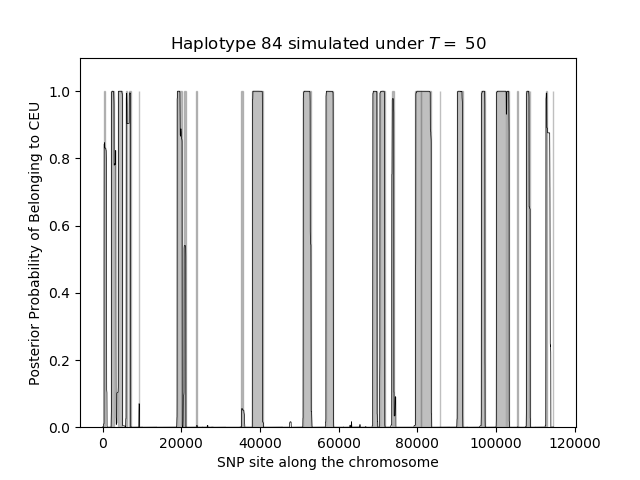 Haplotype 84 simulated under T = 50
Posterior Probability of Belonging to CEU
1.0
0.8
0.6
0.4
0.2
0.0
0 20000 40000 60000 80000 100000 120000
SNP site along the chromosome